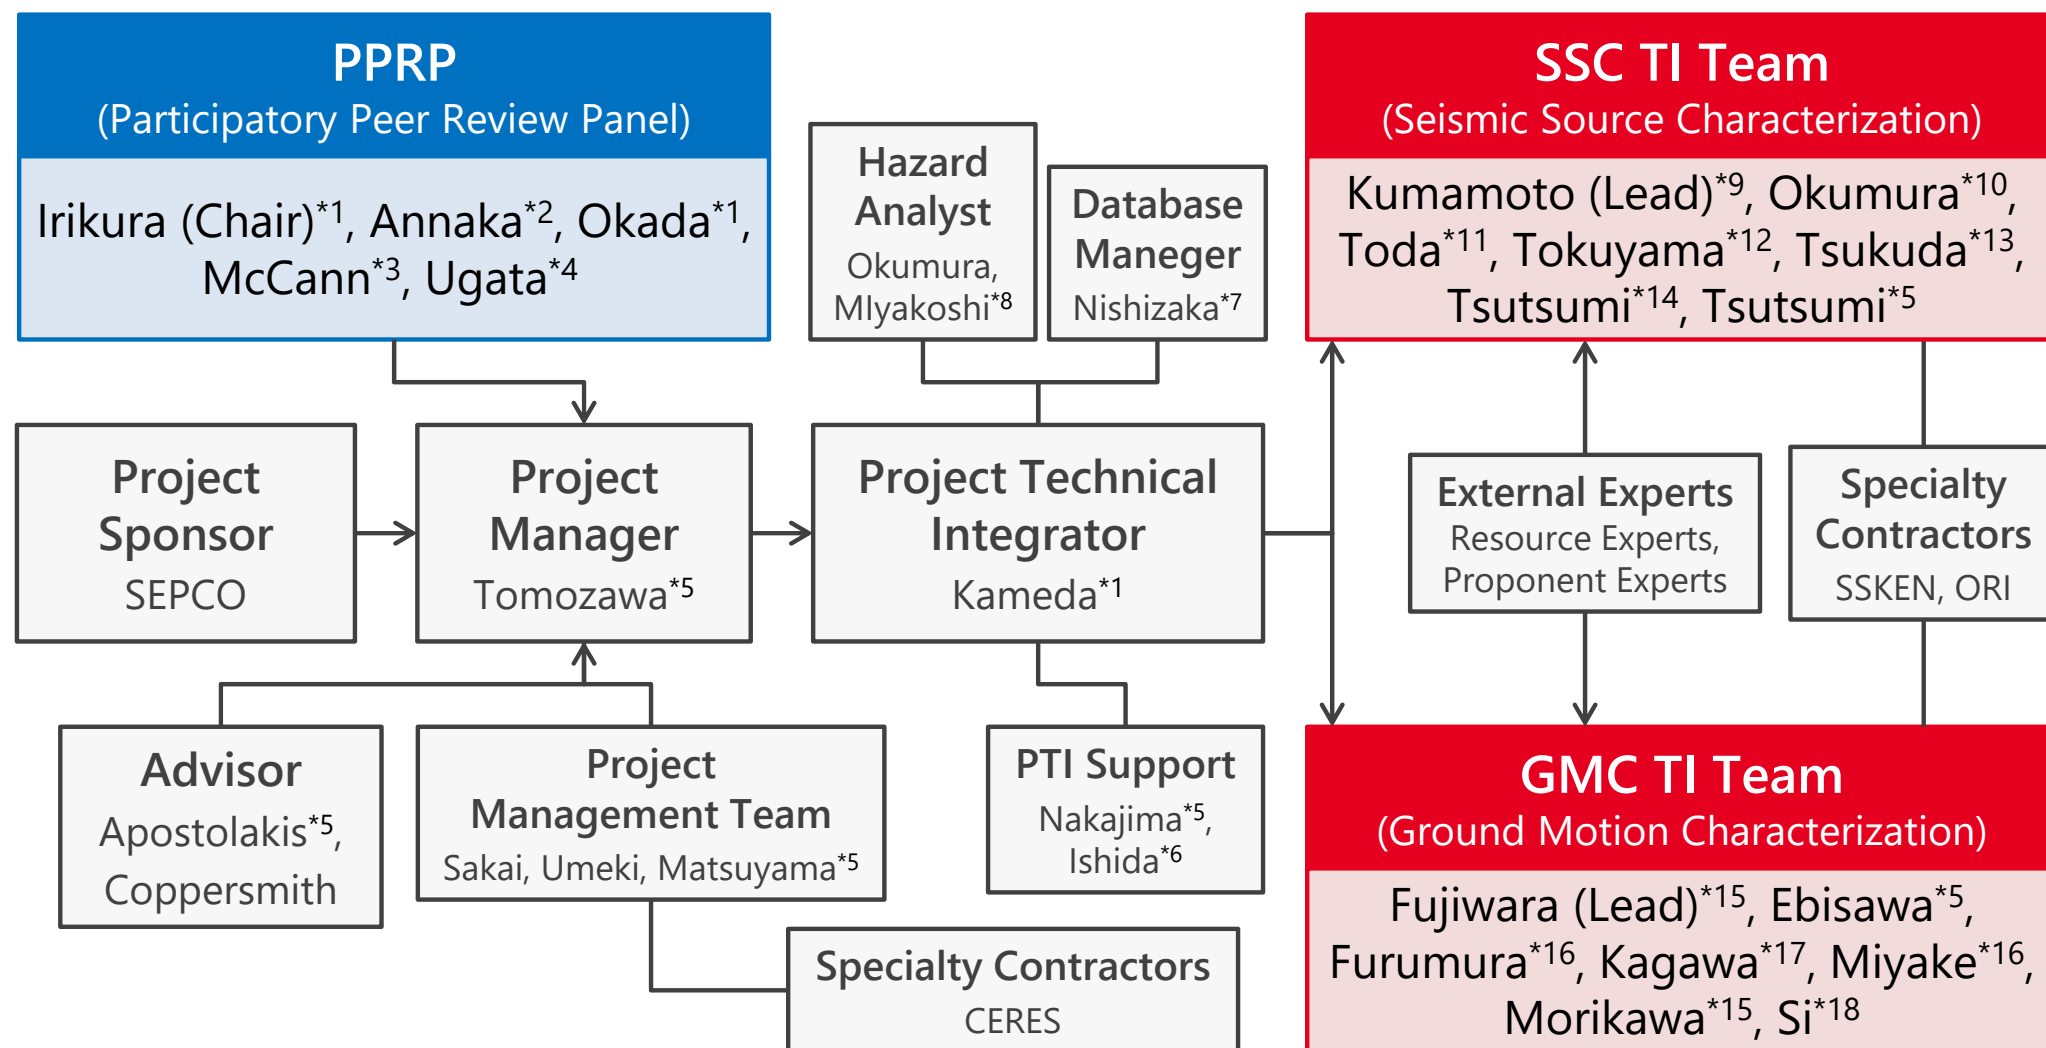 PPRP
(Participatory Peer Review Panel)
Irikura (Chair)*1, Annaka*2, Okada*1,
McCann*3, Ugata*4
Hazard
Analyst
Okumura,
MIyakoshi*8
Database
Maneger
Nishizaka*7
SSC TI Team
(Seismic Source Characterization)
Kumamoto (Lead)*9, Okumura*10,
Toda*11, Tokuyama*12, Tsukuda*13,
Tsutsumi*14, Tsutsumi*5
Project
Sponsor
SEPCO
Project
Manager
Tomozawa*5
Project Technical
Integrator
Kameda*1
External Experts
Resource Experts,
Proponent Experts
Specialty
Contractors
SSKEN, ORI
Advisor
Apostolakis*5,
Coppersmith
Project
Management Team
Sakai, Umeki, Matsuyama*5
PTI Support
Nakajima*5,
Ishida*6
Specialty Contractors
CERES
GMC TI Team
(Ground Motion Characterization)
Fujiwara (Lead)*15, Ebisawa*5,
Furumura*16, Kagawa*17, Miyake*16,
Morikawa*15, Si*18